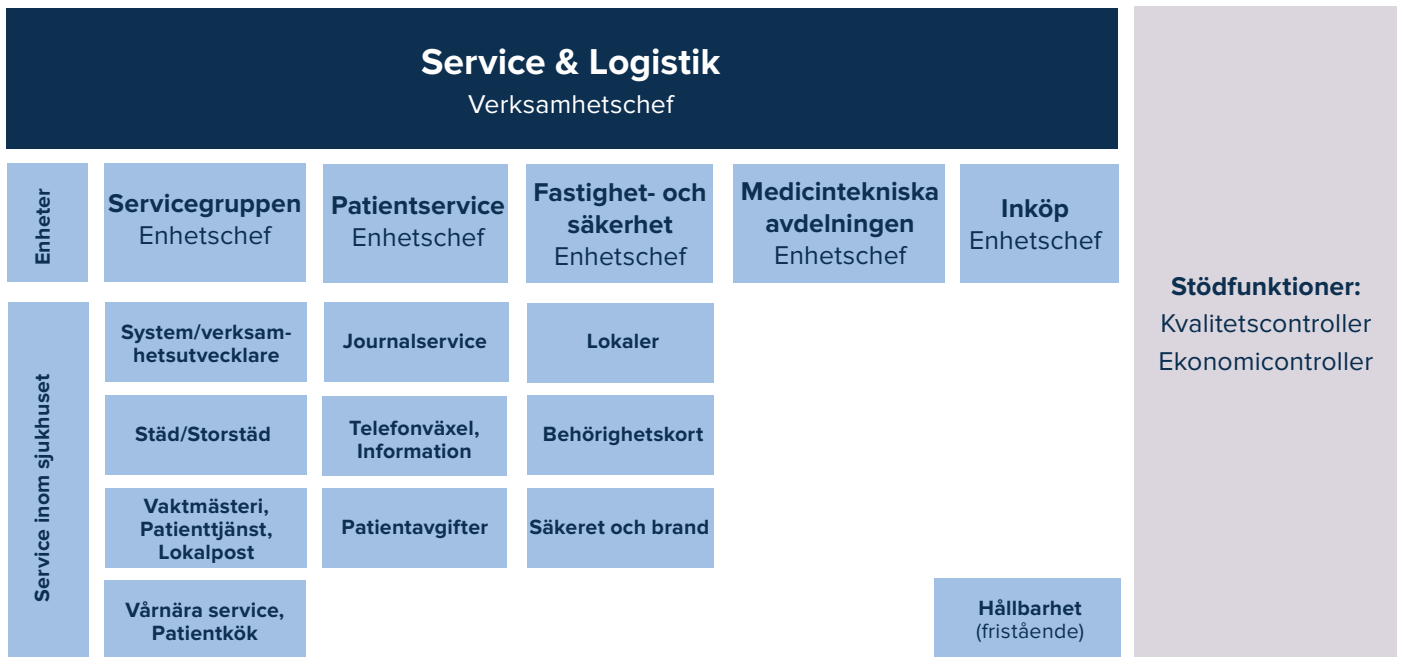 Service & Logistik
Verksamhetschef
Enheter
Servicegruppen
Enhetschef
Patientservice
Enhetschef
Fastighet- och
säkerhet
Enhetschef
Medicintekniska
avdelningen
Enhetschef
Inköp
Enhetschef
Service inom sjukhuset
System/verksam-
hetsutvecklare
Journalservice
Lokaler
Städ/Storstäd
Telefonväxel,
Information
Behörighetskort
Vaktmästeri,
Patienttjänst,
Lokalpost
Patientavgifter
Säkeret och brand
Vårnära service,
Patientkök
Hållbarhet
(fristående)
Stödfunktioner:
Kvalitetscontroller
Ekonomicontroller